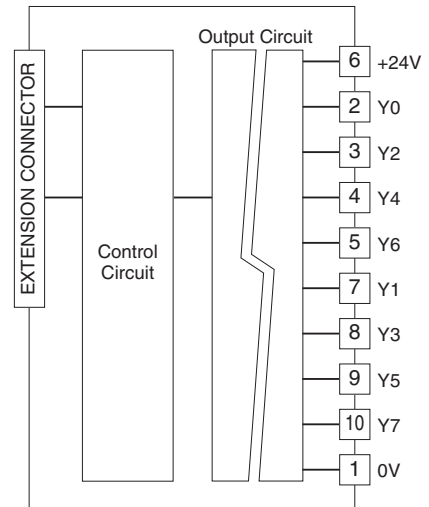 Output Circuit
EXTENSION CONNECTOR
Control
Circuit
6 +24V
2 Y0
3 Y2
4 Y4
5 Y6
7 Y1
8 Y3
9 Y5
10 Y7
1 0V